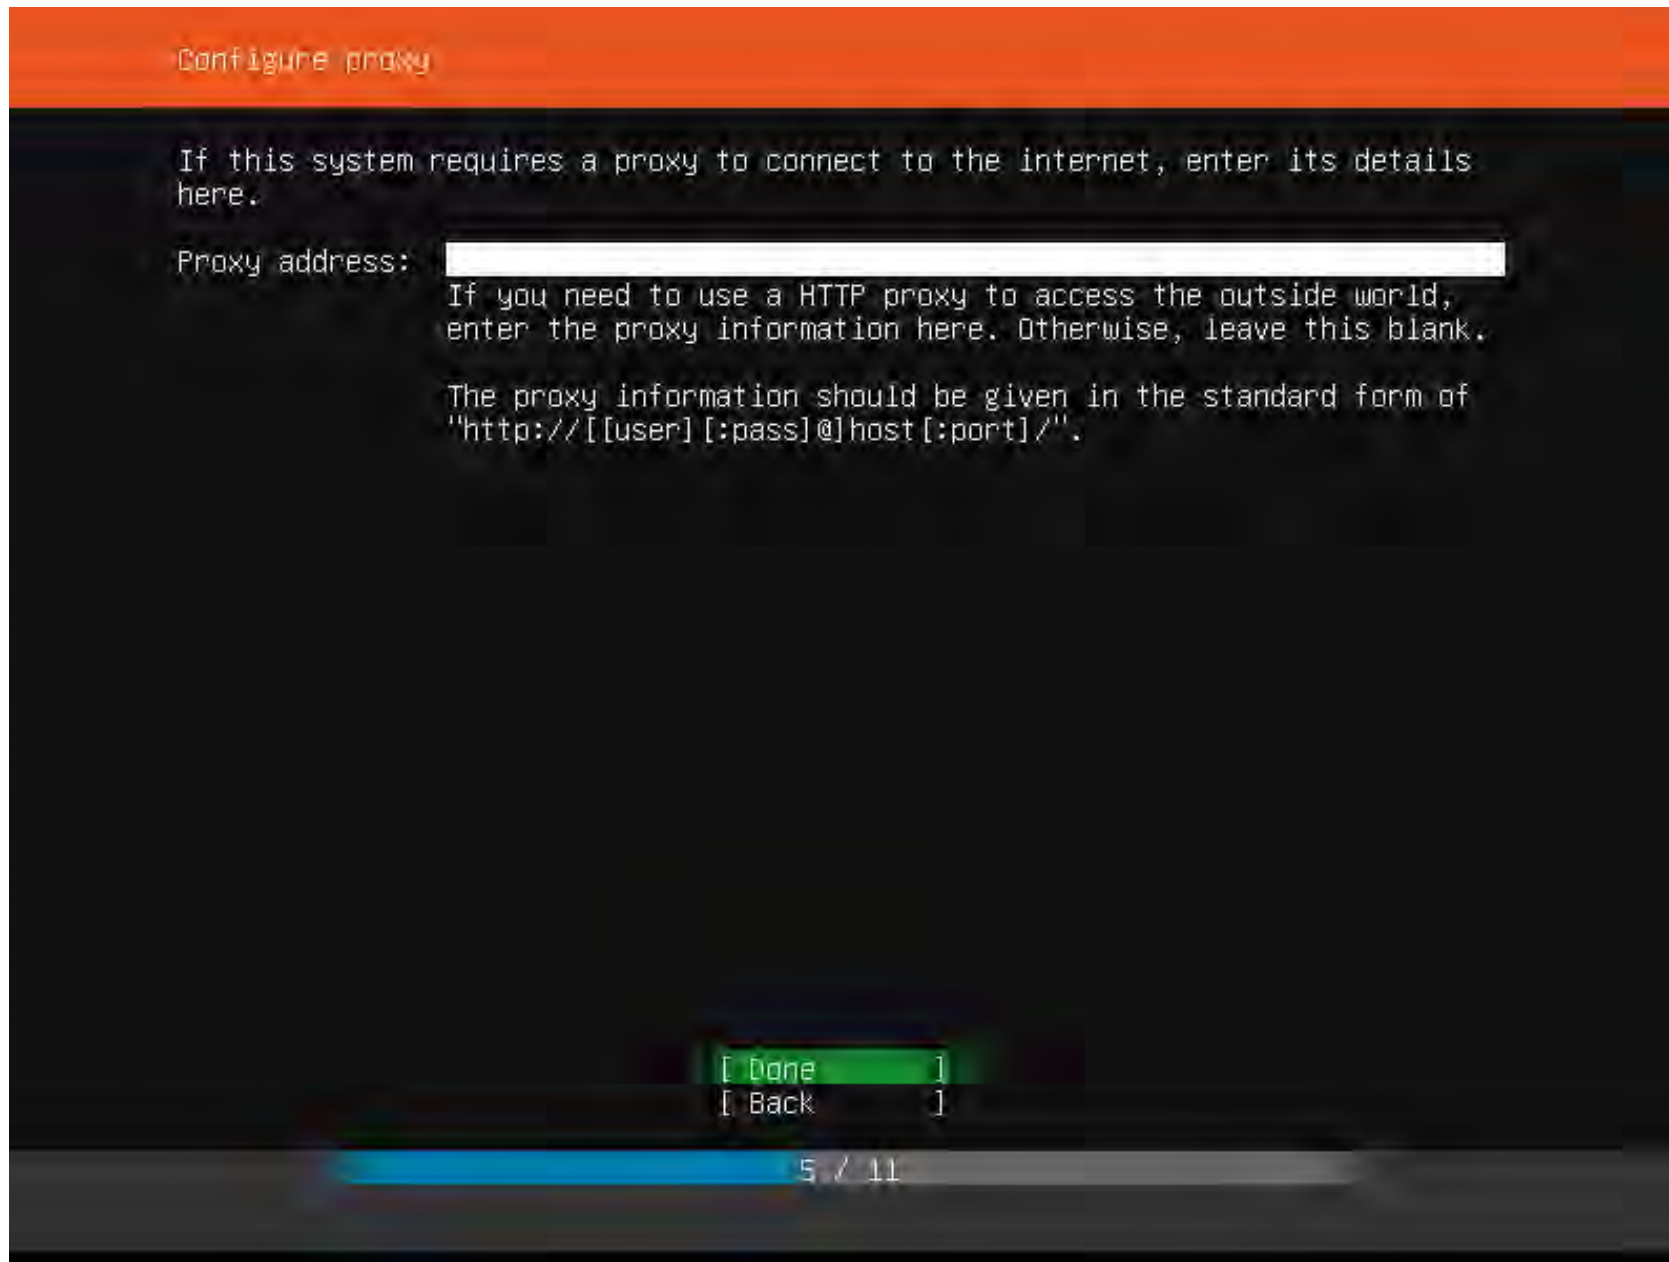 Configure proxy
If this system requires a proxy to connect to the internet, enter its details
here.
Proxy address:
If you need to use a HTTP proxy to access the outside world,
enter the proxy information here. Otherwise, leave this blank.
The proxy information should be given in the standard form of
"http://[[user][:pass]@]host[:port]/".
[ Done ]
[ Back ]
5 / 11